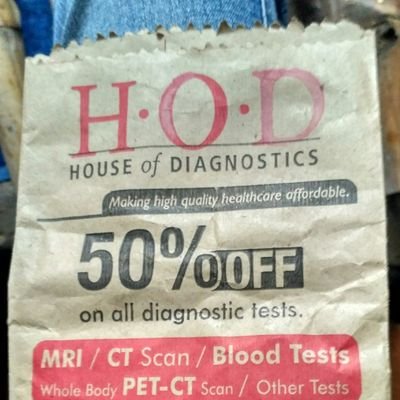 H·O·D
HOUSE of DIAGNOSTICS
Making high quality healthcare affordable.
50% OFF
on all diagnostic tests.
MRI / CT Scan / Blood Tests
Whole Body PET-CT Scan / Other Tests